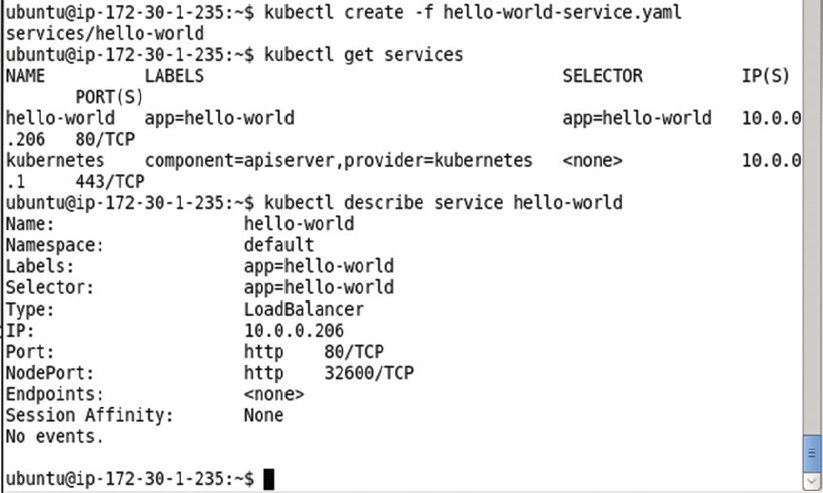 ubuntu@ip-172-30-1-235:~$ kubectl create -f hello-world-service.yaml
services/hello-world
ubuntu@ip-172-30-1-235:~$ kubectl get services
NAME LABELS SELECTOR IP(S)
PORT(S)
hello-world app=hello-world app=hello-world 10.0.0
.206 80/TCP
kubernetes component=apiserver,provider=kubernetes <none> 10.0.0
.1 443/TCP
ubuntu@ip-172-30-1-235:~$ kubectl describe service hello-world
Name: hello-world
Namespace: default
Labels: app=hello-world
Selector: app=hello-world
Type: LoadBalancer
IP: 10.0.0.206
Port: http 80/TCP
NodePort: http 32600/TCP
Endpoints: <none>
Session Affinity: None
No events.
ubuntu@ip-172-30-1-235:~$